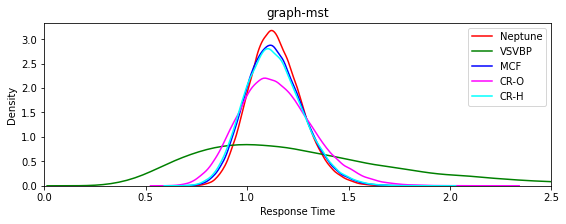 graph-mst
Density
3.0
2.5
2.0
1.5
1.0
0.5
0.0
Neptune
VSVBP
MCF
CR-O
CR-H
0.0 0.5 1.0 1.5 2.0 2.5
Response Time